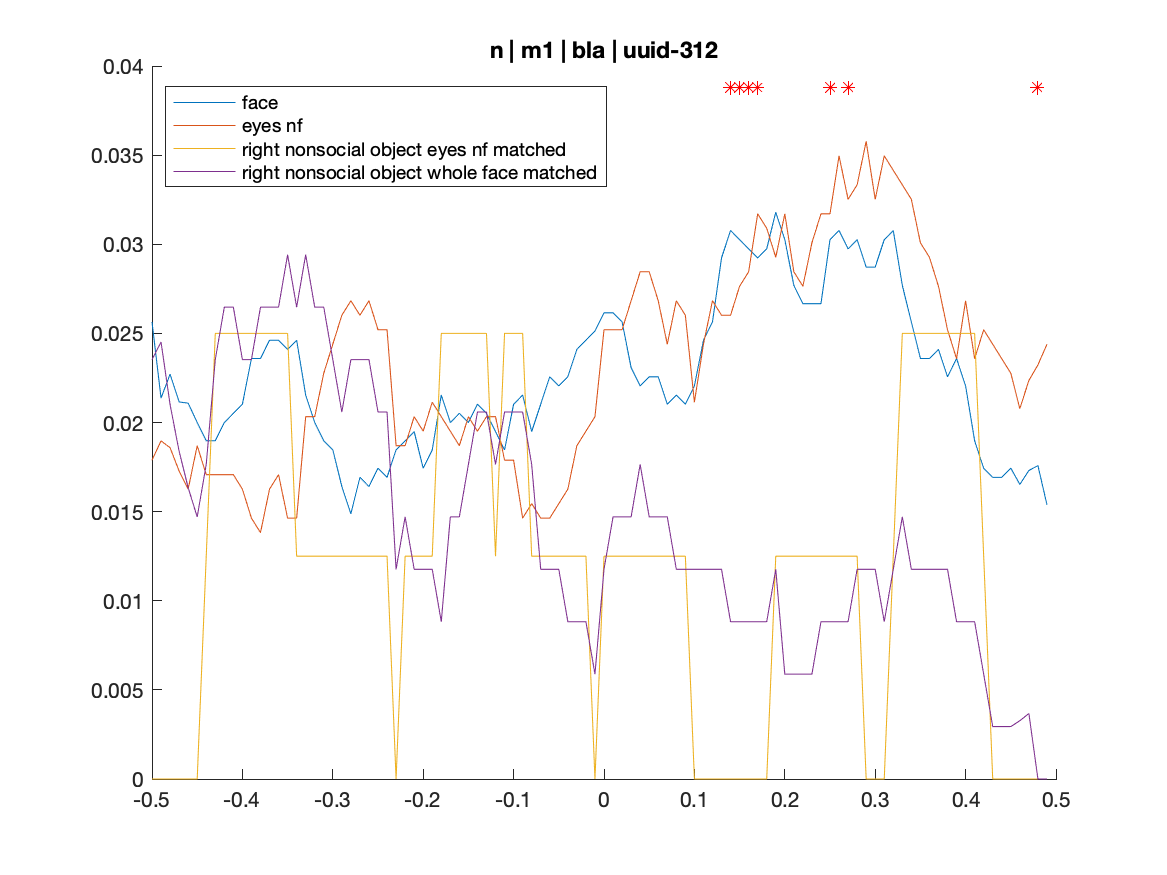 n | m1 | bla | uuid-312
0.04
face
eyes nf
right nonsocial object eyes nf matched
right nonsocial object whole face matched
0.035
0.03
0.025
0.02
0.015
0.01
0.005
0
-0.5 -0.4 -0.3 -0.2 -0.1 0 0.1 0.2 0.3 0.4 0.5